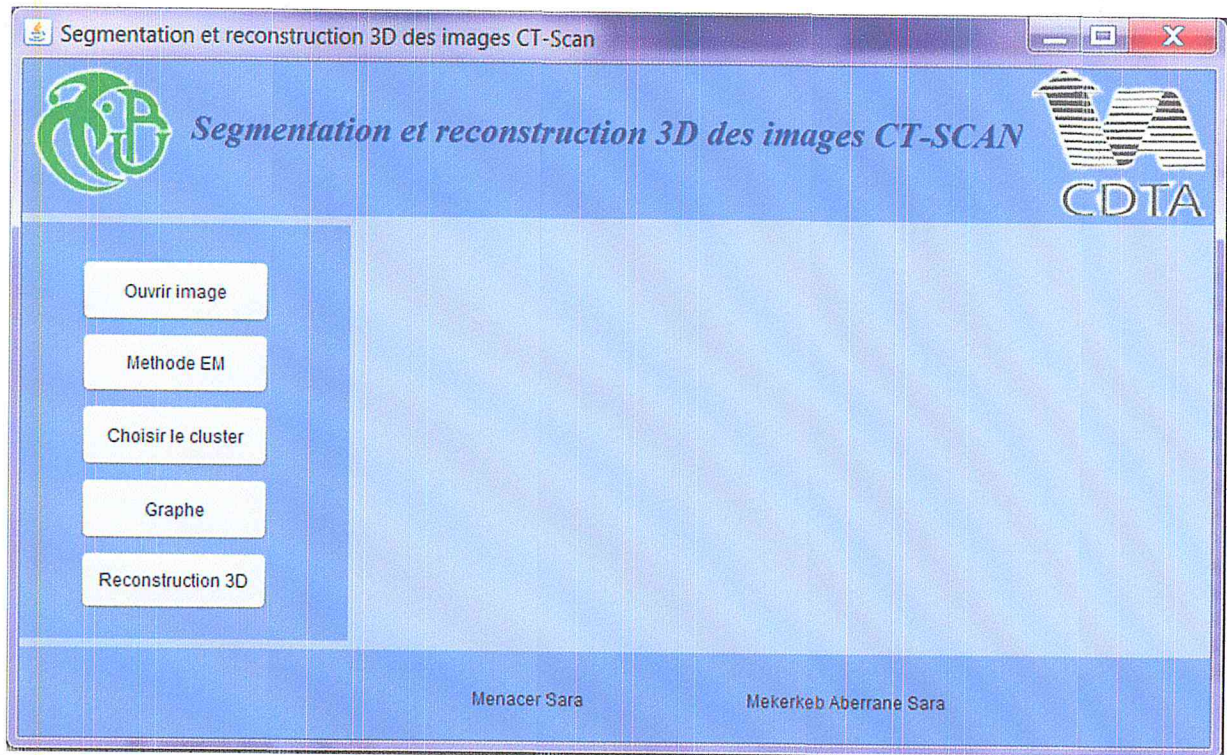 Segmentation et reconstruction 3D des images CT-Scan
Segmentation et reconstruction 3D des images CT-SCAN
CDTA
Ouvrir image
Methode EM
Choisir le cluster
Graphe
Reconstruction 3D
Menacer Sara Mekerkeb Aberrane Sara